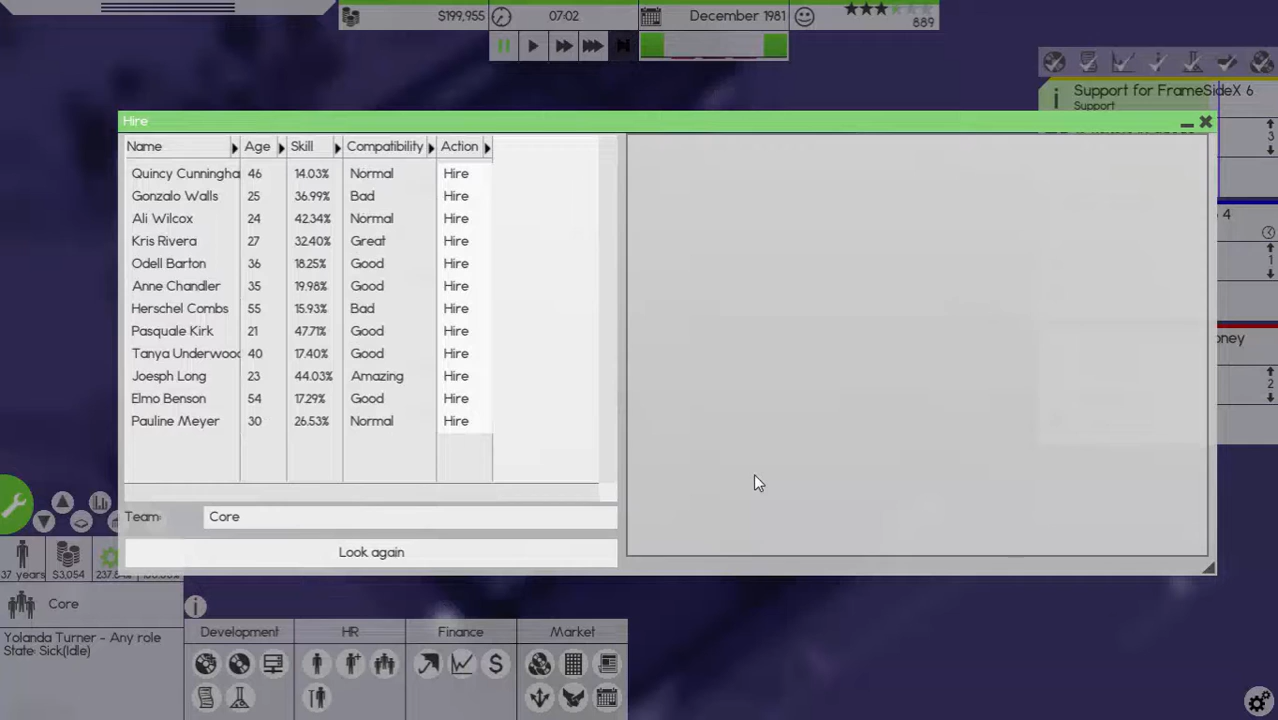 $199,955
07:02
December 1981
889
Support for FrameSideX 6
Support
3
Hire
Name Age Skill Compatibility Action
Quincy Cunningha 46 14.03% Normal Hire
Gonzalo Walls 25 36.99% Bad Hire
Ali Wilcox 24 42.34% Normal Hire
4
Kris Rivera 27 32.40% Great Hire
Odell Barton 36 18.25% Good Hire
1
Anne Chandler 35 19.98% Good Hire
Herschel Combs 55 15.93% Bad Hire
Pasquale Kirk 21 47.71% Good Hire
oney
Tanya Underwood 40 17.40% Good Hire
Joesph Long 23 44.03% Amazing Hire
2
Elmo Benson 54 17.29% Good Hire
Pauline Meyer 30 26.53% Normal Hire
Team: Core
Look again
37 years $3,054
Core
Yolanda Turner - Any role
State: Sick(Idle)
Development HR Finance Market